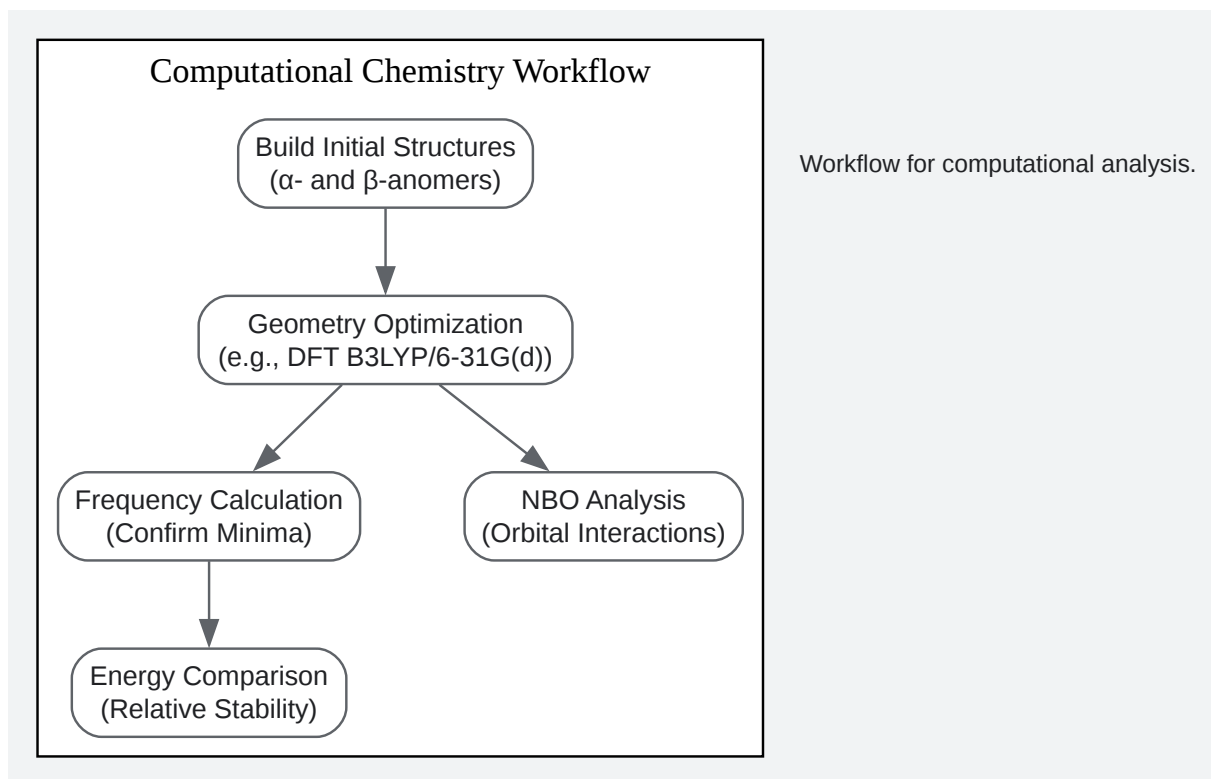 Computational Chemistry Workflow
Build Initial Structures
(α- and β-anomers)
Workflow for computational analysis.
Geometry Optimization
(e.g., DFT B3LYP/6-31G(d))
Frequency Calculation
(Confirm Minima)
NBO Analysis
(Orbital Interactions)
Energy Comparison
(Relative Stability)